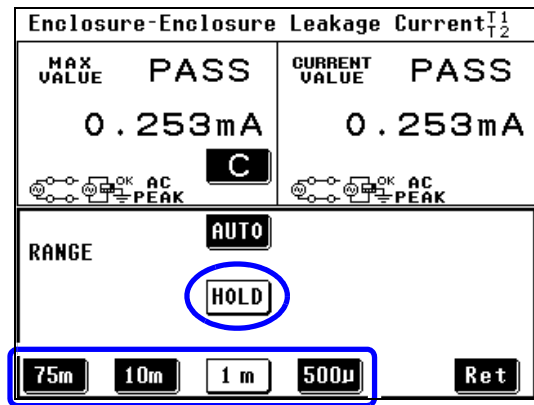 Enclosure-Enclosure Leakage Current T1 T2
MAX VALUE PASS
0.253mA
C
OK AC PEAK
CURRENT VALUE PASS
0.253mA
OK AC PEAK
RANGE
AUTO
HOLD
75m 10m 1 m 500µ Ret